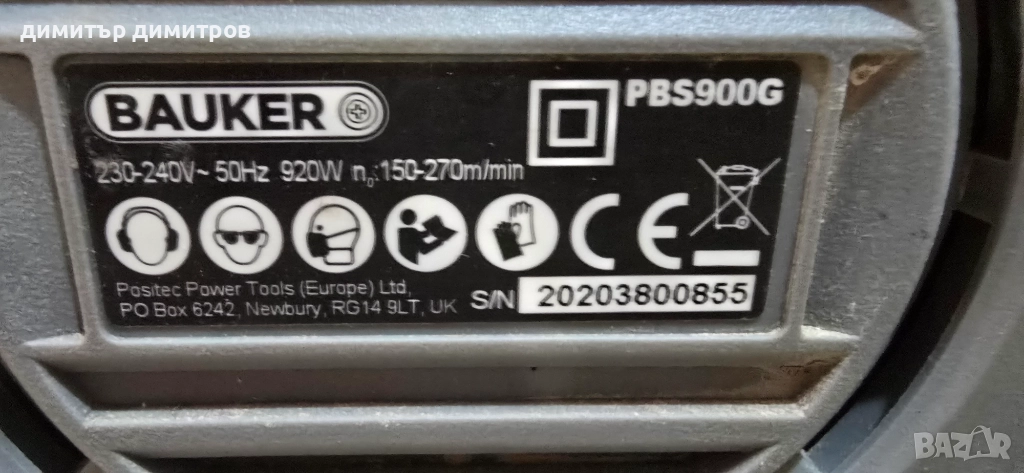 димитър димитров
BAUKER
PBS900G
230-240V~ 50Hz 920W n₀:150-270m/min
CE
Positec Power Tools (Europe) Ltd,
PO Box 6242, Newbury, RG14 9LT, UK
S/N 20203800855
BAZAR